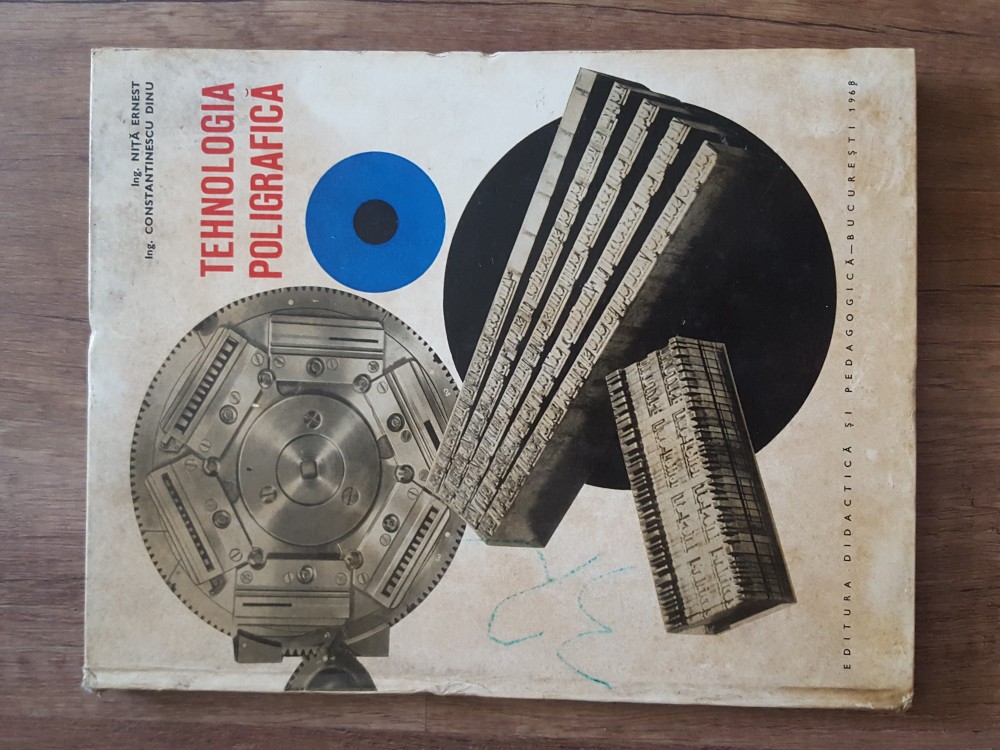 Ing. NIȚĂ ERNEST
Ing. CONSTANTINESCU DINU
TEHNOLOGIA
POLIGRAFICĂ
EDITURA DIDACTICĂ ȘI PEDAGOGICĂ—BUCUREȘTI 1968